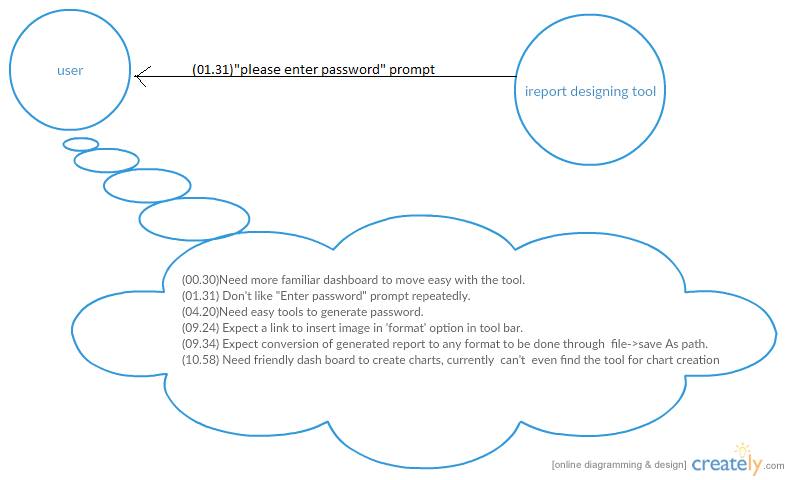 user
(01.31)"please enter password" prompt
ireport designing tool
(00.30)Need more familiar dashboard to move easy with the tool.
(01.31) Don't like "Enter password" prompt repeatedly.
(04.20)Need easy tools to generate password.
(09.24) Expect a link to insert image in 'format' option in tool bar.
(09.34) Expect conversion of generated report to any format to be done through file->save As path.
(10.58) Need friendly dash board to create charts, currently can't even find the tool for chart creation
[online diagramming & design] creately.com